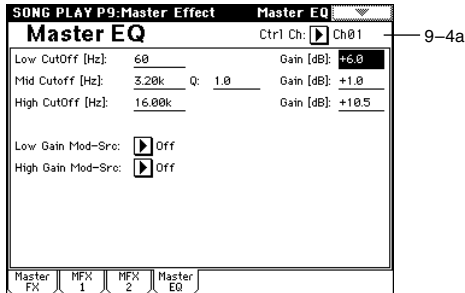 SONG PLAY P9:Master Effect Master EQ
Master EQ Ctrl Ch: Ch01
9–4a
Low CutOff [Hz]: 60 Gain [dB]: +6.0
Mid Cutoff [Hz]: 3.20k Q: 1.0 Gain [dB]: +1.0
High CutOff [Hz]: 16.00k Gain [dB]: +10.5
Low Gain Mod-Src: Off
High Gain Mod-Src: Off
Master FX
MFX 1
MFX 2
Master EQ